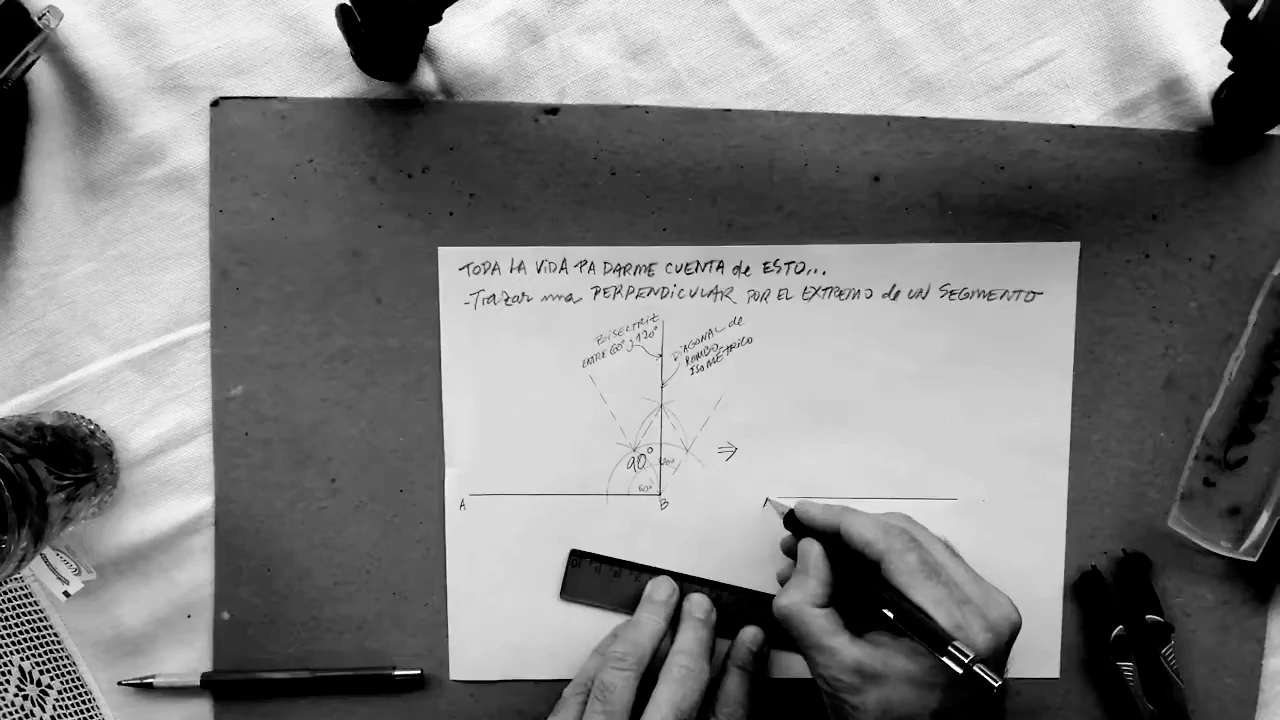 TODA LA VIDA PA DARME CUENTA de ESTO...
-Trazar una PERPENDICULAR POR EL EXTREMO de UN SEGMENTO
BISECTRIZ
ENTRE 60° y 120°
DIAGONAL de
ROMBO
ISOMÉTRICO
90°
60°
A
B